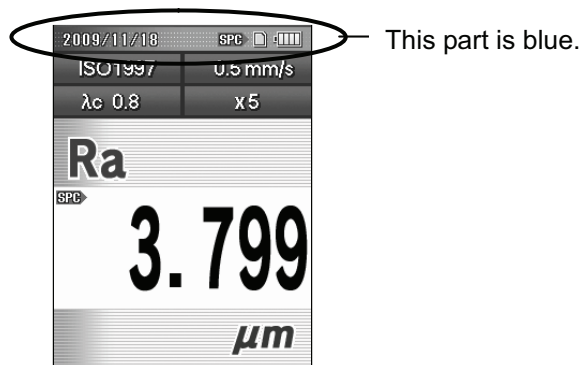 2009/11/18 SPC
This part is blue.
ISO1997 0.5 mm/s
λc 0.8 x5
Ra
SPC
3.799
µm